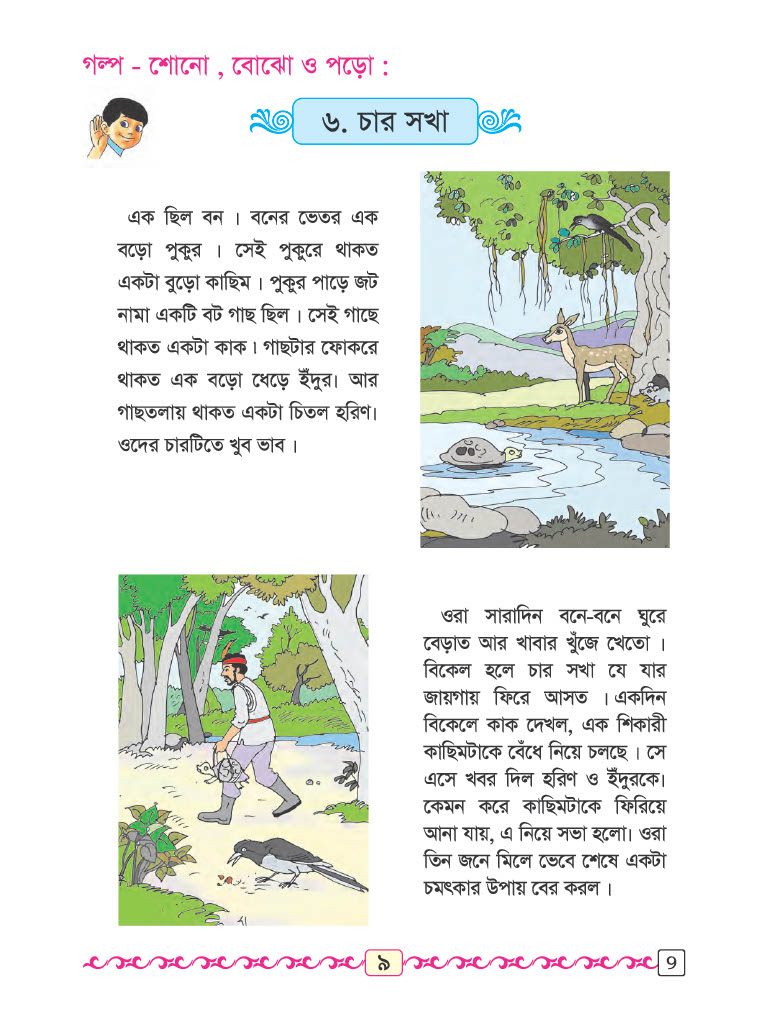 গল্প - শোনো , বোঝো ও পড়ো :
৬. চার সখা
এক ছিল বন । বনের ভেতর এক
বড়ো পুকুর । সেই পুকুরে থাকত
একটা বুড়ো কাছিম । পুকুর পাড়ে জট
নামা একটি বট গাছ ছিল । সেই গাছে
থাকত একটা কাক । গাছটার ফোকরে
থাকত এক বড়ো ধেড়ে ইঁদুর। আর
গাছতলায় থাকত একটা চিতল হরিণ।
ওদের চারটিতে খুব ভাব ।
ওরা সারাদিন বনে-বনে ঘুরে
বেড়াত আর খাবার খুঁজে খেতো ।
বিকেল হলে চার সখা যে যার
জায়গায় ফিরে আসত । একদিন
বিকেলে কাক দেখল, এক শিকারী
কাছিমটাকে বেঁধে নিয়ে চলছে । সে
এসে খবর দিল হরিণ ও ইঁদুরকে।
কেমন করে কাছিমটাকে ফিরিয়ে
আনা যায়, এ নিয়ে সভা হলো। ওরা
তিন জনে মিলে ভেবে শেষে একটা
চমৎকার উপায় বের করল ।
৯
9